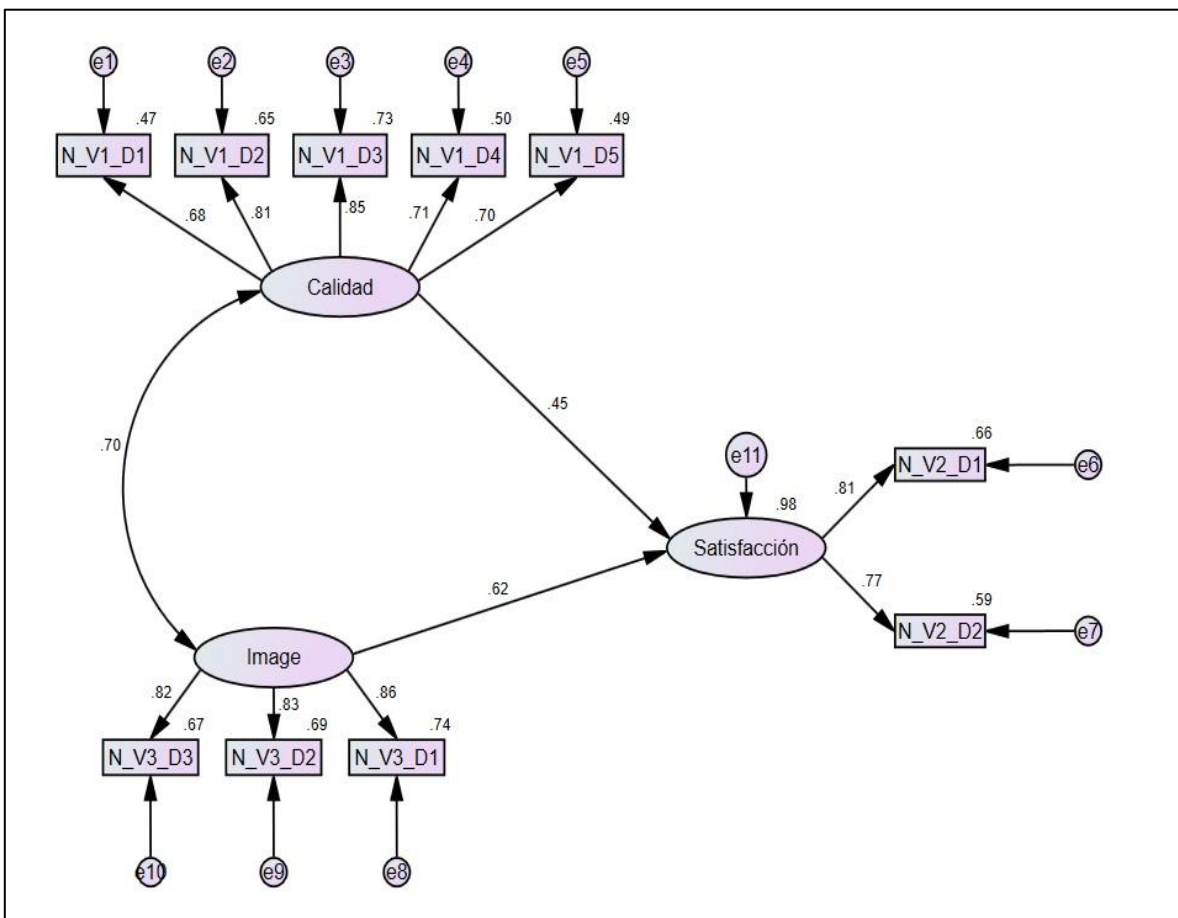 e1 e2 e3 e4 e5
.47 .65 .73 .50 .49
N_V1_D1 N_V1_D2 N_V1_D3 N_V1_D4 N_V1_D5
.68 .81 .85 .71 .70
Calidad
.70
.45
.66
e11
N_V2_D1
e6
.81
.98
Satisfacción
.77
.59
.62
N_V2_D2
e7
Image
.82 .83 .86
.67 .69 .74
N_V3_D3 N_V3_D2 N_V3_D1
e10 e9 e8